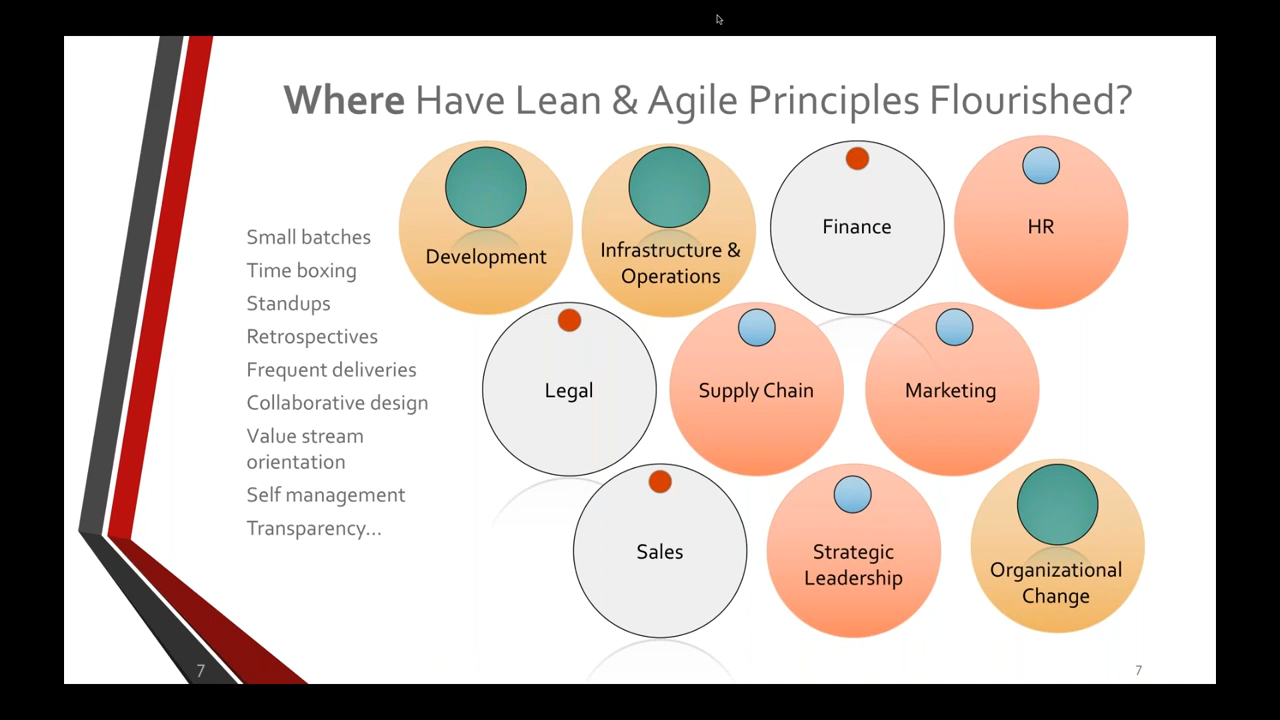 Where Have Lean & Agile Principles Flourished?
Small batches
Time boxing
Standups
Retrospectives
Frequent deliveries
Collaborative design
Value stream
orientation
Self management
Transparency...
Development
Infrastructure &
Operations
Finance
HR
Legal
Supply Chain
Marketing
Sales
Strategic
Leadership
Organizational
Change
7
7